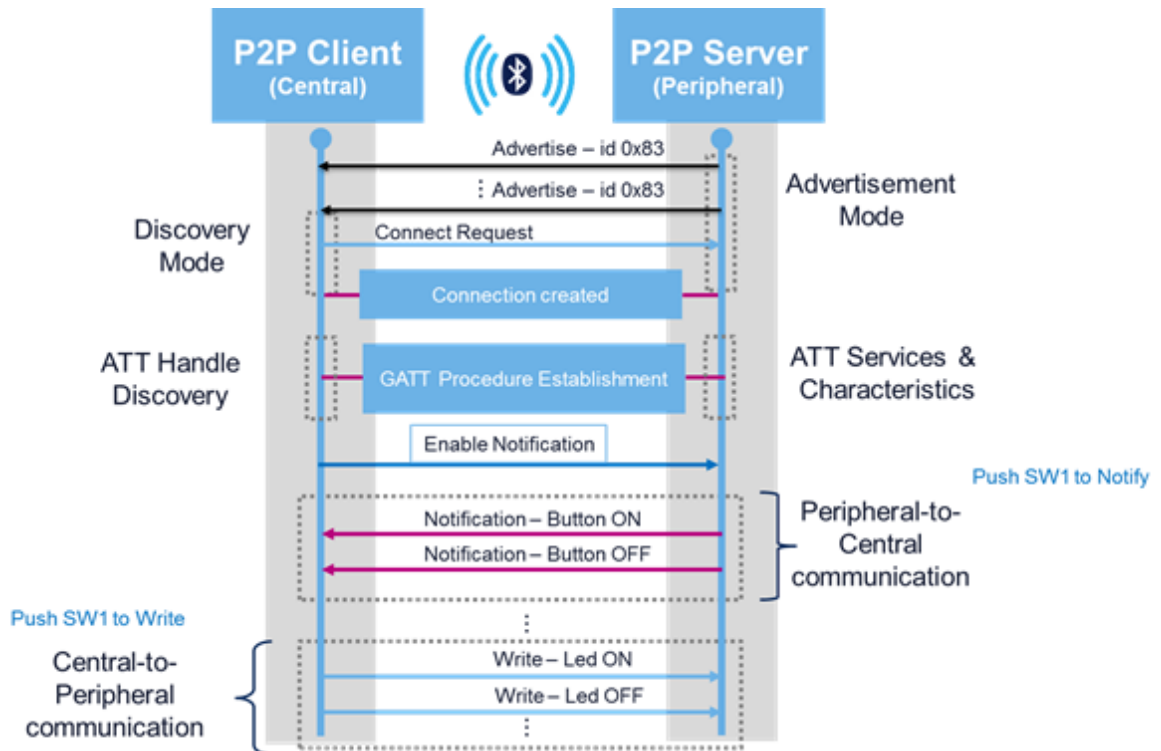 P2P Client
(Central)
P2P Server
(Peripheral)
Advertise – id 0x83
⋮ Advertise – id 0x83
Advertisement
Mode
Discovery
Mode
Connect Request
Connection created
ATT Handle
Discovery
GATT Procedure Establishment
ATT Services &
Characteristics
Enable Notification
Push SW1 to Notify
Notification – Button ON
Notification – Button OFF
Peripheral-to-
Central
communication
Push SW1 to Write
Central-to-
Peripheral
communication
Write – Led ON
Write – Led OFF